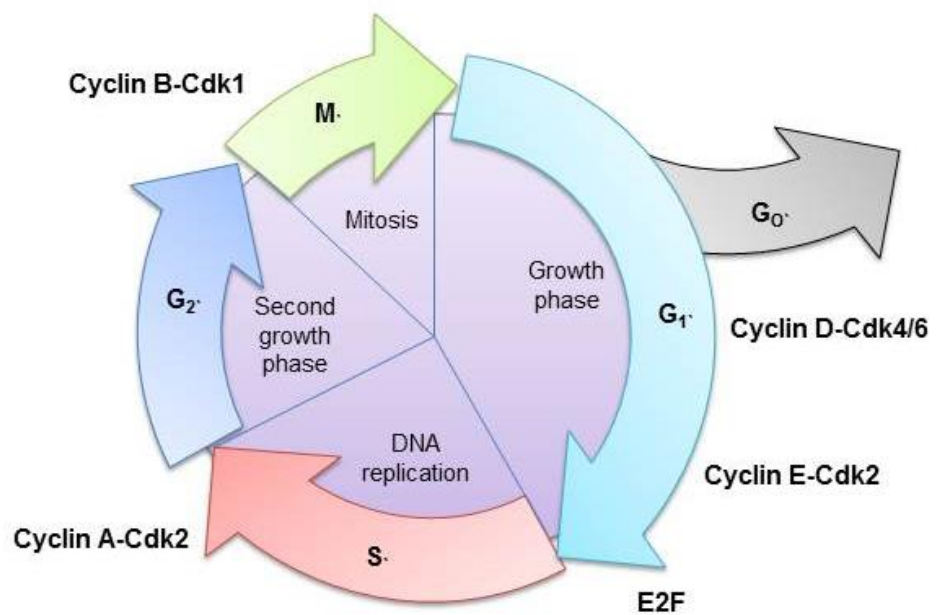 Cyclin B-Cdk1
M.
G0.
Mitosis
Growth
phase
G2.
Second
growth
phase
G1.
Cyclin D-Cdk4/6
DNA
replication
Cyclin E-Cdk2
Cyclin A-Cdk2
S.
E2F